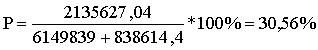 P = 2135627,04 / 6149839 + 838614,4 *100% = 30,56%